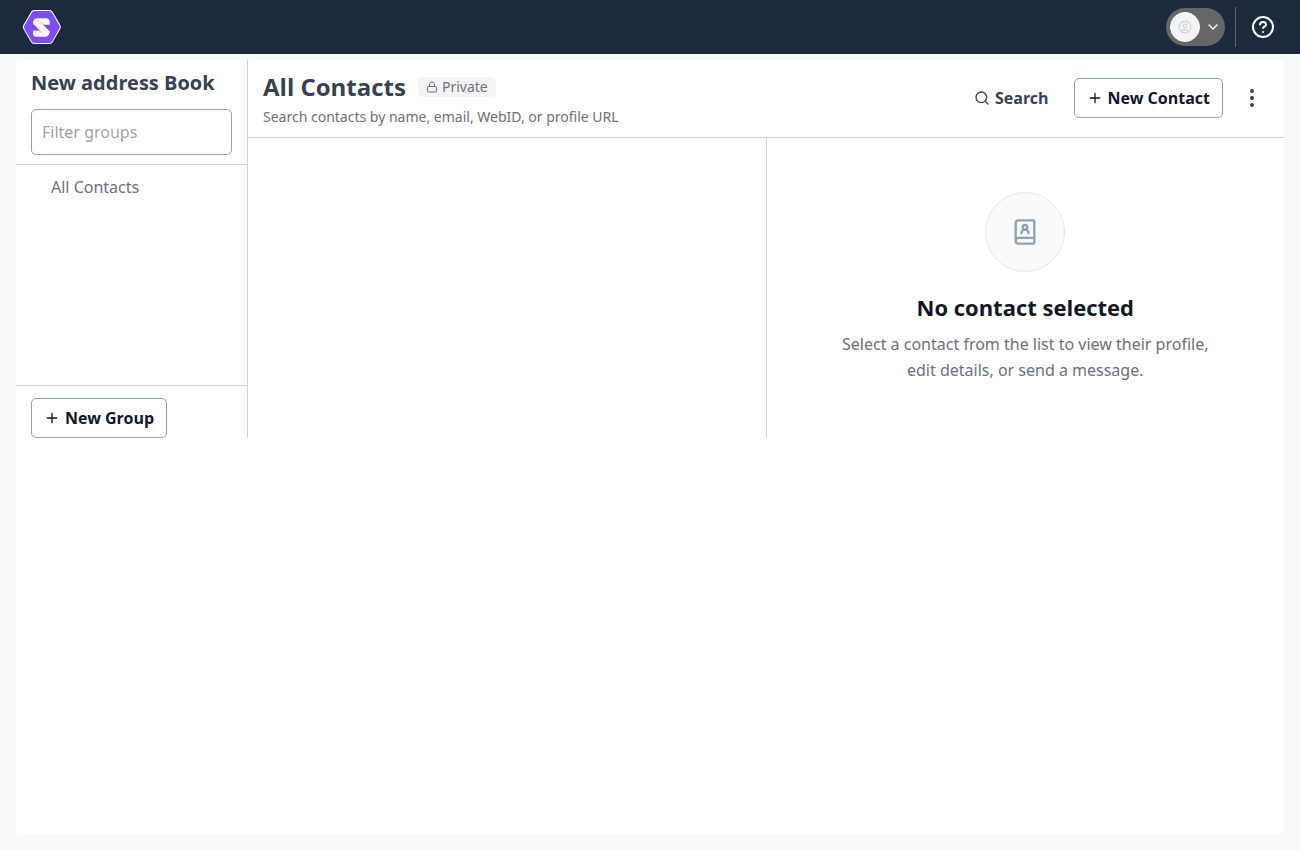 New address Book
Filter groups
All Contacts
New Group
All Contacts
Private
Search contacts by name, email, WebID, or profile URL
Search
New Contact
No contact selected
Select a contact from the list to view their profile,
edit details, or send a message.